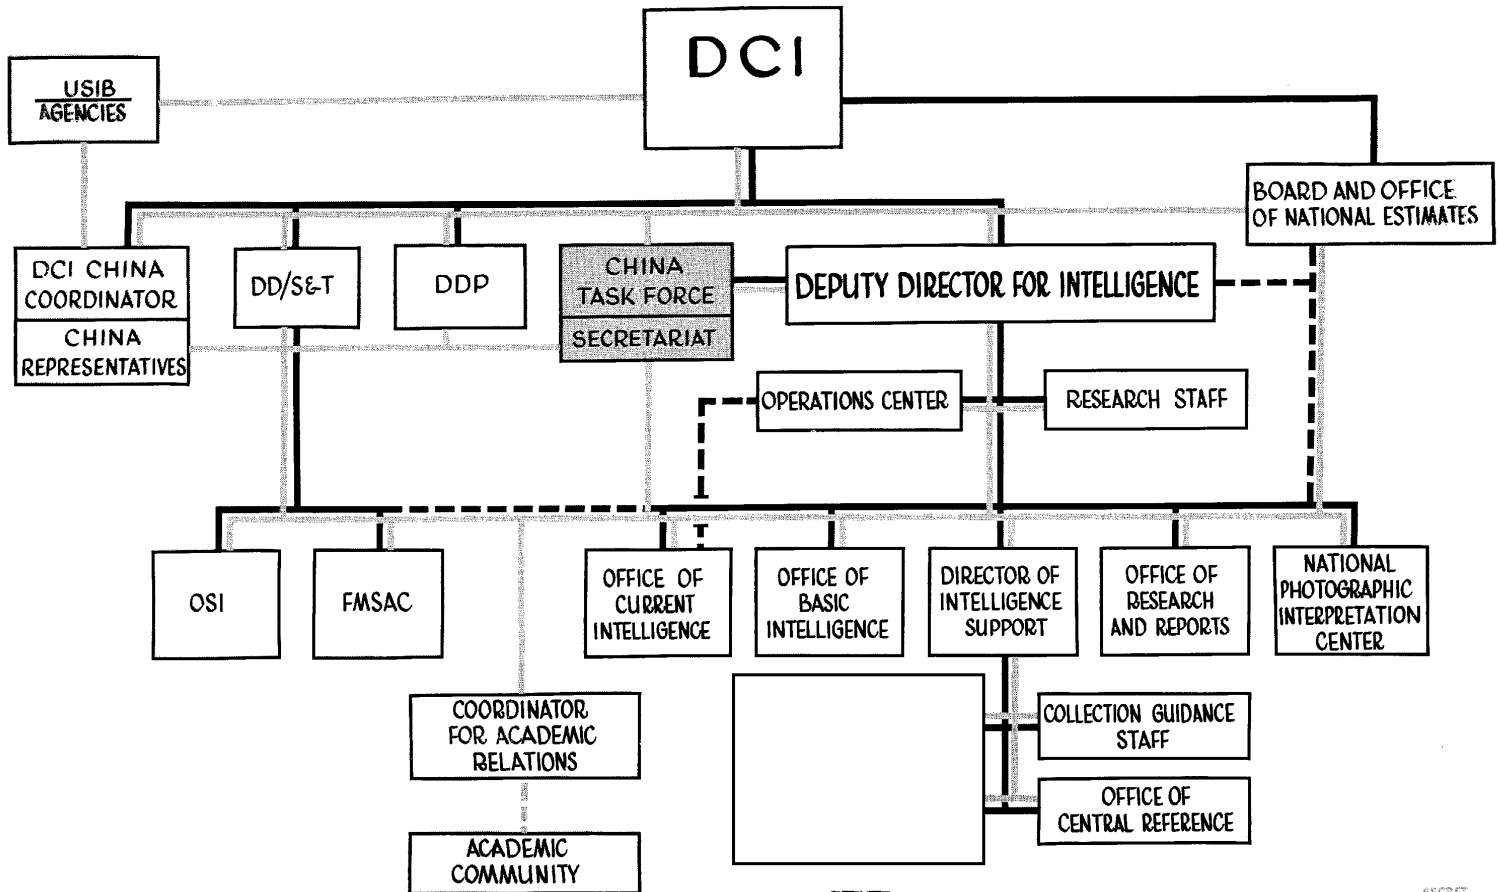 DCI
USIB
AGENCIES
BOARD AND OFFICE
OF NATIONAL ESTIMATES
DCI CHINA
COORDINATOR
CHINA
REPRESENTATIVES
DD/S&T
DDP
CHINA
TASK FORCE
SECRETARIAT
DEPUTY DIRECTOR FOR INTELLIGENCE
OPERATIONS CENTER
RESEARCH STAFF
OSI
FMSAC
OFFICE OF
CURRENT
INTELLIGENCE
OFFICE OF
BASIC
INTELLIGENCE
DIRECTOR OF
INTELLIGENCE
SUPPORT
OFFICE OF
RESEARCH
AND REPORTS
NATIONAL
PHOTOGRAPHIC
INTERPRETATION
CENTER
COORDINATOR
FOR ACADEMIC
RELATIONS
COLLECTION GUIDANCE
STAFF
OFFICE OF
CENTRAL REFERENCE
ACADEMIC
COMMUNITY
SECRET